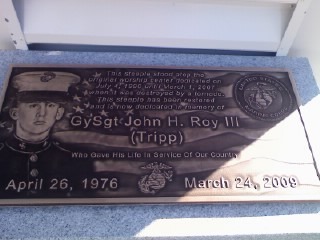 This steeple stood atop the
original worship center dedicated on
July 4, 1986 until March 1, 2007
when it was destroyed by a tornado.
This steeple has been restored
and is now dedicated in memory of
GySgt John H. Roy III
(Tripp)
Who Gave His Life In Service Of Our Country
April 26, 1976
March 24, 2009